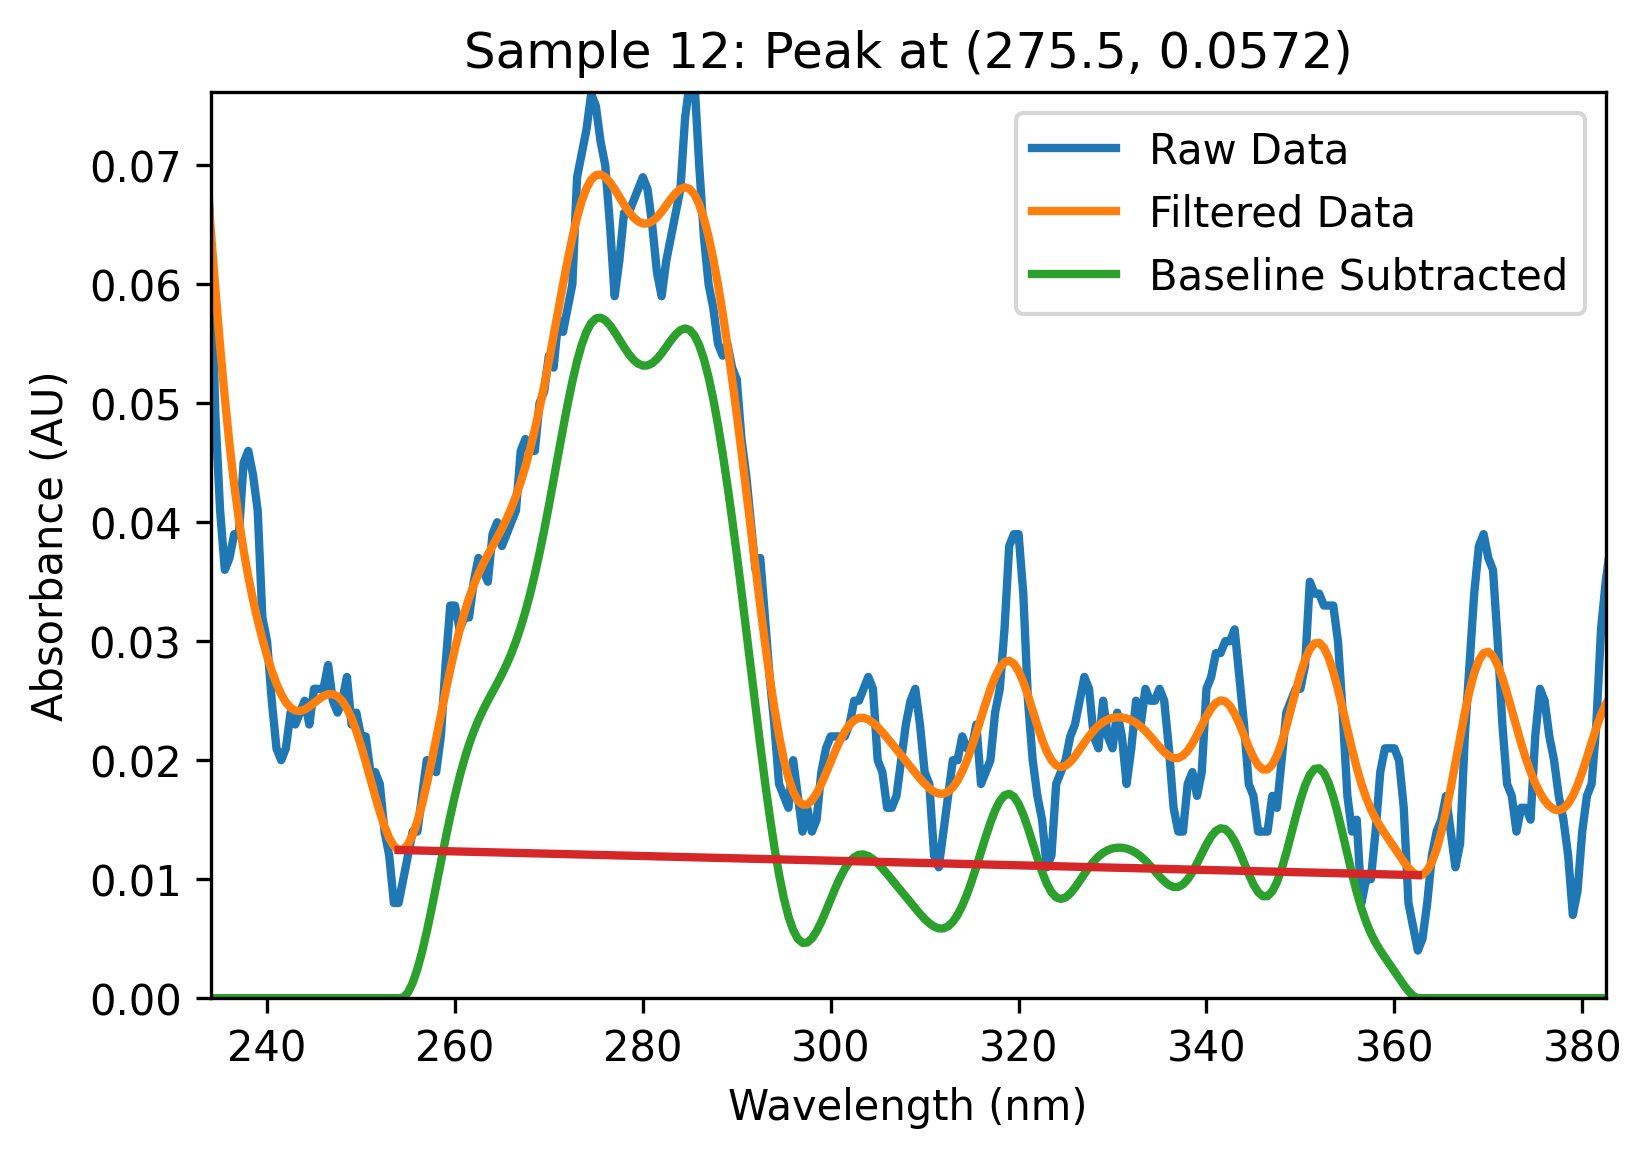 Sample 12: Peak at (275.5, 0.0572)
Raw Data
Filtered Data
Baseline Subtracted
Absorbance (AU)
0.07
0.06
0.05
0.04
0.03
0.02
0.01
0.00
240 260 280 300 320 340 360 380
Wavelength (nm)